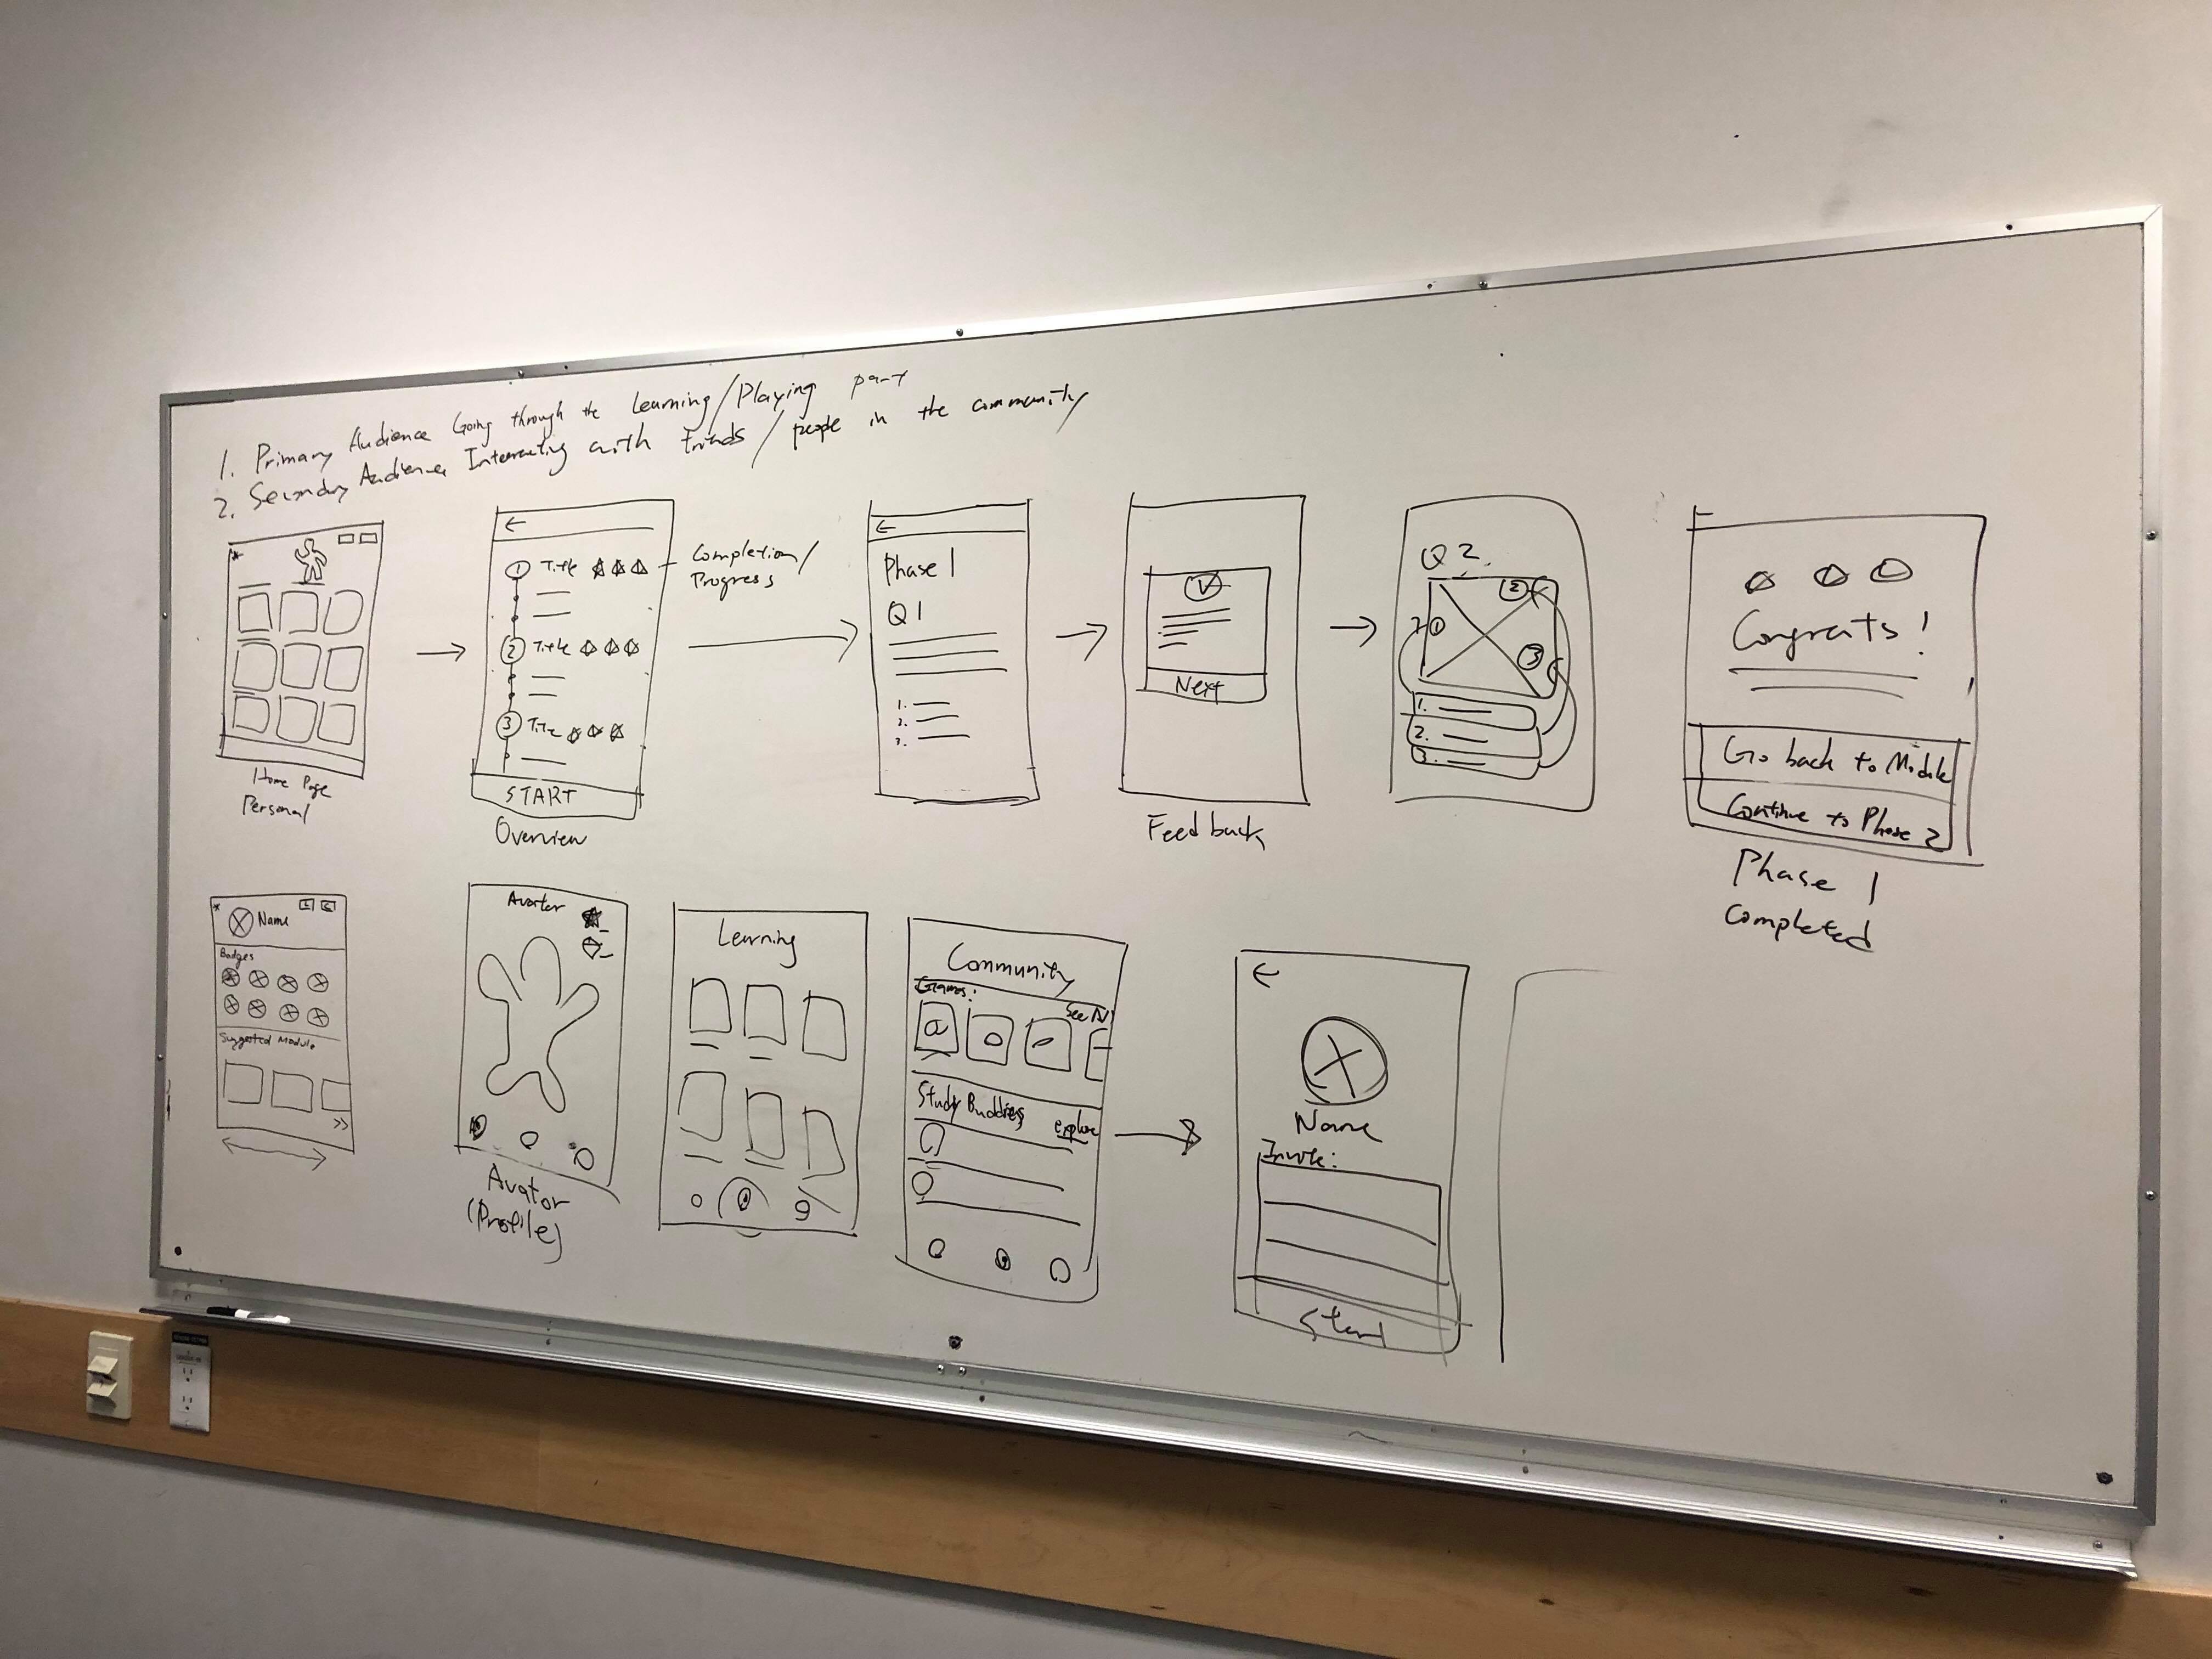 1. Primary Audience Going through the Learning/Playing part
2. Secondary Audience Interacting with Friends/people in the community
Home Page
Personal
←
1 Title
2 Title
3 Title
START
Overview
Completion/
Progress
←
Phase 1
Q1
1.
2.
3.
Next
Feedback
Q2.
1
2
3
1.
2.
3.
Congrats!
Go back to Module
Continue to Phase 2
Phase 1
completed
Name
Badges
Suggested Module
>>
Avatar
Avator
(Profile)
Learning
Community
Games:
See
Study Buddies
explore
←
Name
Invite: